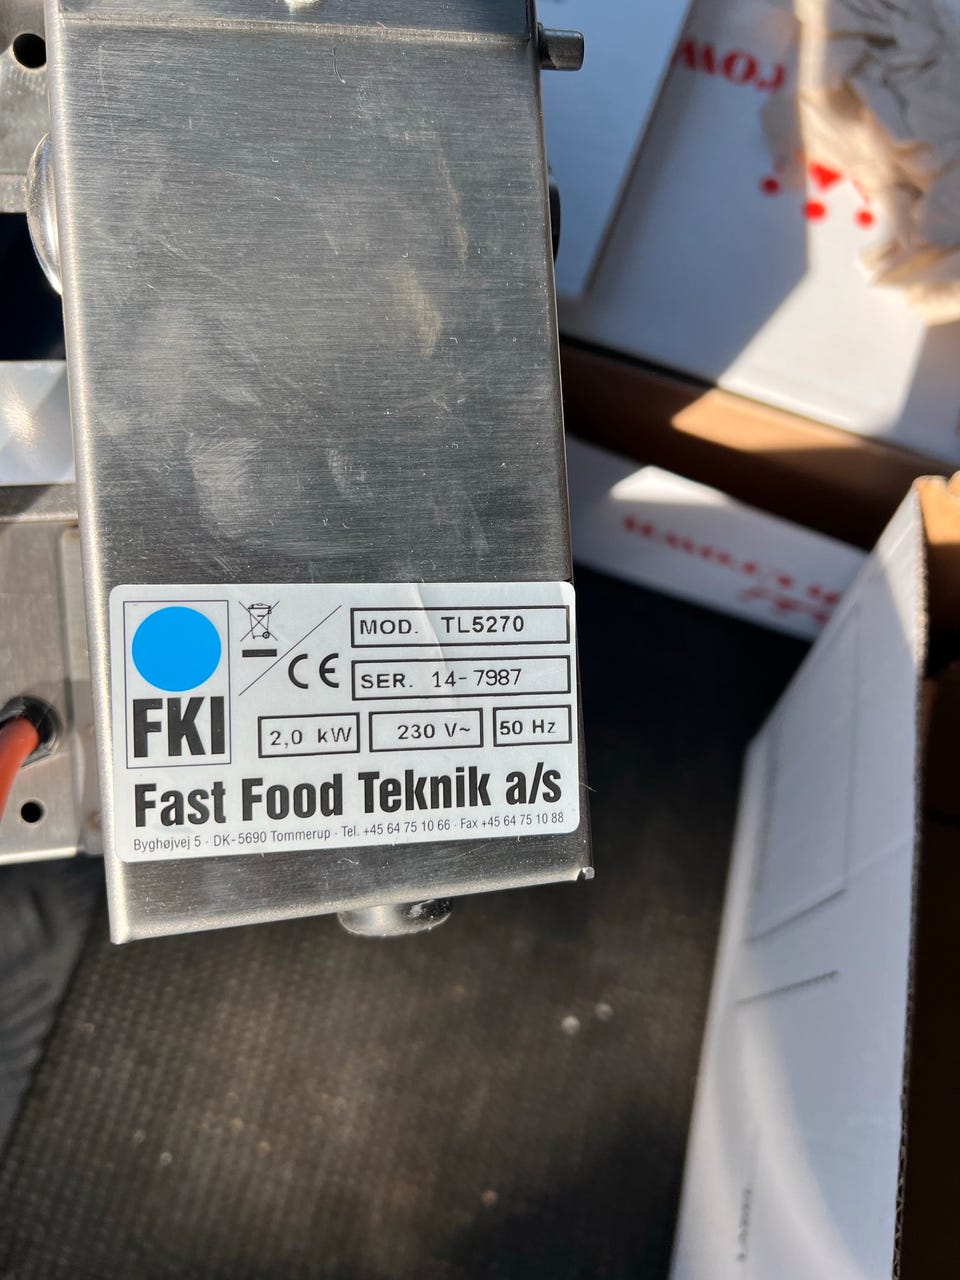 MOD. TL5270
CE
SER. 14-7987
FKI
2,0 kW
230 V~
50 Hz
Fast Food Teknik a/s
Byghøjvej 5 · DK-5690 Tommerup · Tel. +45 64 75 10 66 · Fax +45 64 75 10 88